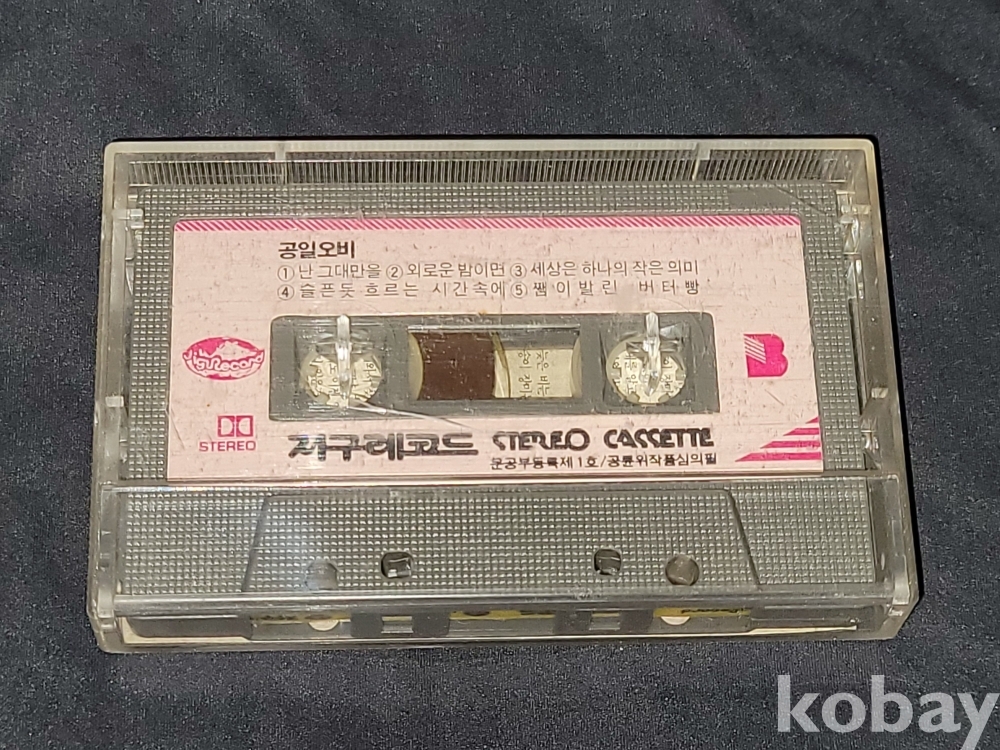 공일오비
① 난 그대만을 ② 외로운 밤이면 ③ 세상은 하나의 작은 의미
④ 슬픈 듯 흐르는 시간속에 ⑤ 쨈이 발린 버터빵
JiguRecord
B
STEREO
지구레코드 STEREO CASSETTE
문공부등록제1호/공륜위작품심의필
kobay